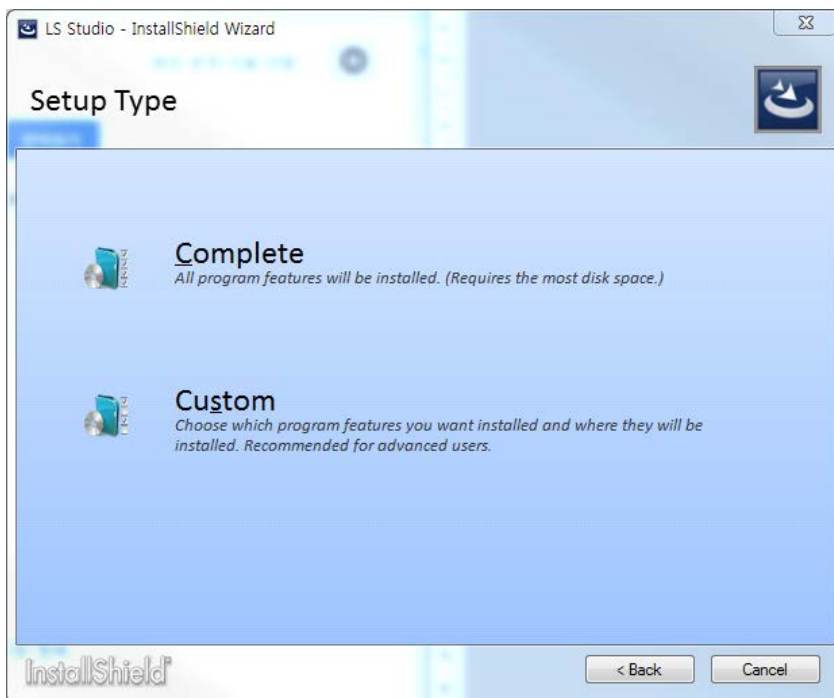 LS Studio - InstallShield Wizard
Setup Type
Complete
All program features will be installed. (Requires the most disk space.)
Custom
Choose which program features you want installed and where they will be
installed. Recommended for advanced users.
InstallShield
< Back
Cancel